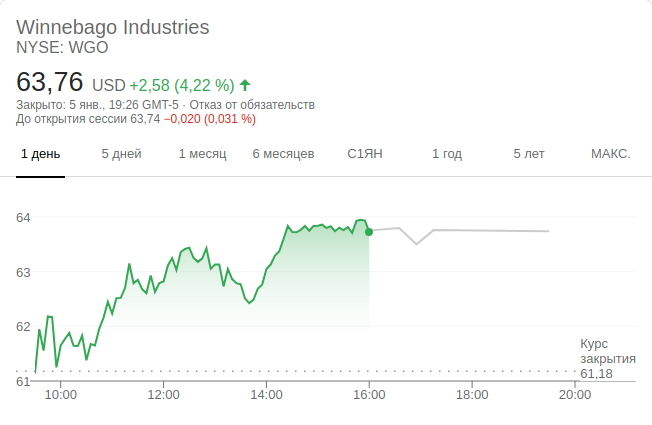 Winnebago Industries
NYSE: WGO
63,76 USD +2,58 (4,22 %)
Закрыто: 5 янв., 19:26 GMT-5 · Отказ от обязательств
До открытия сессии 63,74 −0,020 (0,031 %)
1 день 5 дней 1 месяц 6 месяцев С1ЯН 1 год 5 лет МАКС.
64
63
62
61
Курс
закрытия
61,18
10:00 12:00 14:00 16:00 18:00 20:00